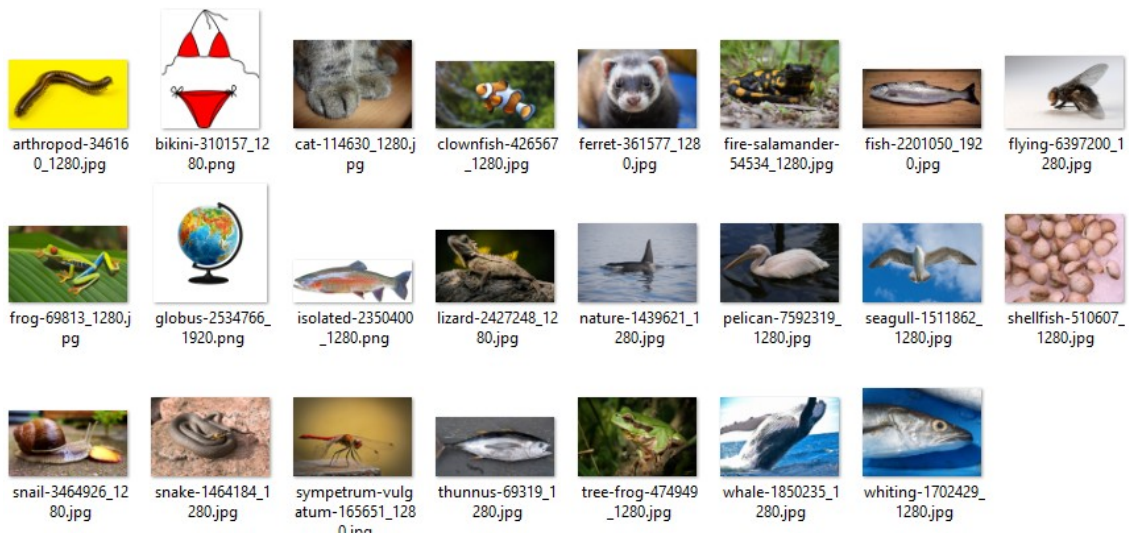 arthropod-34616
0_1280.jpg
bikini-310157_12
80.png
cat-114630_1280.j
pg
clownfish-426567
_1280.jpg
ferret-361577_128
0.jpg
fire-salamander-
54534_1280.jpg
fish-2201050_192
0.jpg
flying-6397200_1
280.jpg
frog-69813_1280.j
pg
globus-2534766_
1920.png
isolated-2350400
_1280.png
lizard-2427248_12
80.jpg
nature-1439621_1
280.jpg
pelican-7592319_
1280.jpg
seagull-1511862_
1280.jpg
shellfish-510607_
1280.jpg
snail-3464926_12
80.jpg
snake-1464184_1
280.jpg
sympetrum-vulg
atum-165651_128
0.jpg
thunnus-69319_1
280.jpg
tree-frog-474949
_1280.jpg
whale-1850235_1
280.jpg
whiting-1702429_
1280.jpg